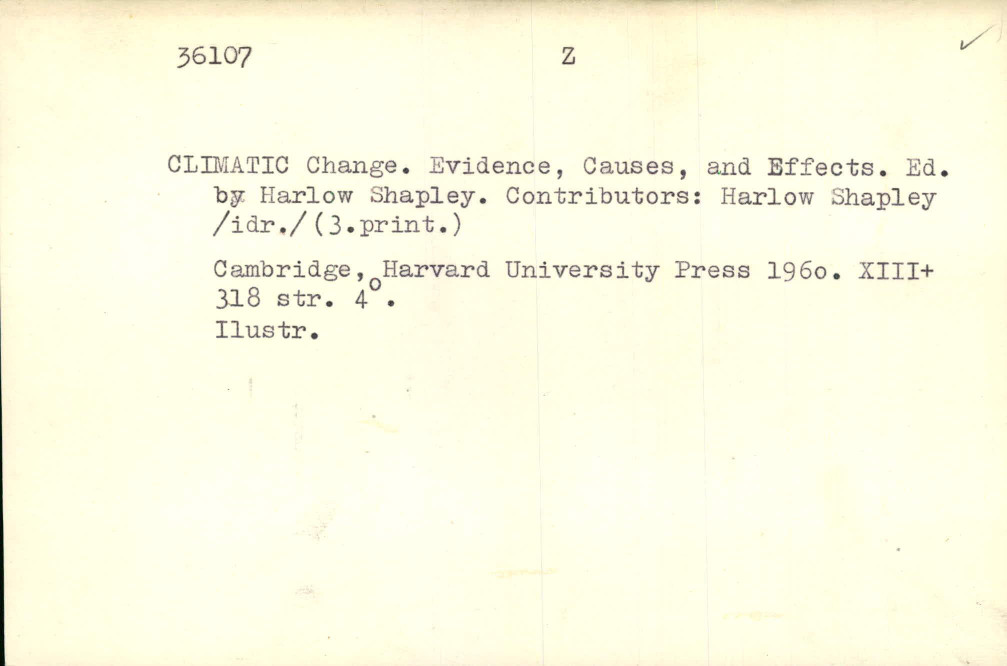 36107 Z
CLIMATIC Change. Evidence, Causes, and Effects. Ed.
by Harlow Shapley. Contributors: Harlow Shapley
/idr./(3.print.)
Cambridge, Harvard University Press 196o. XIII+
318 str. 4°.
Ilustr.